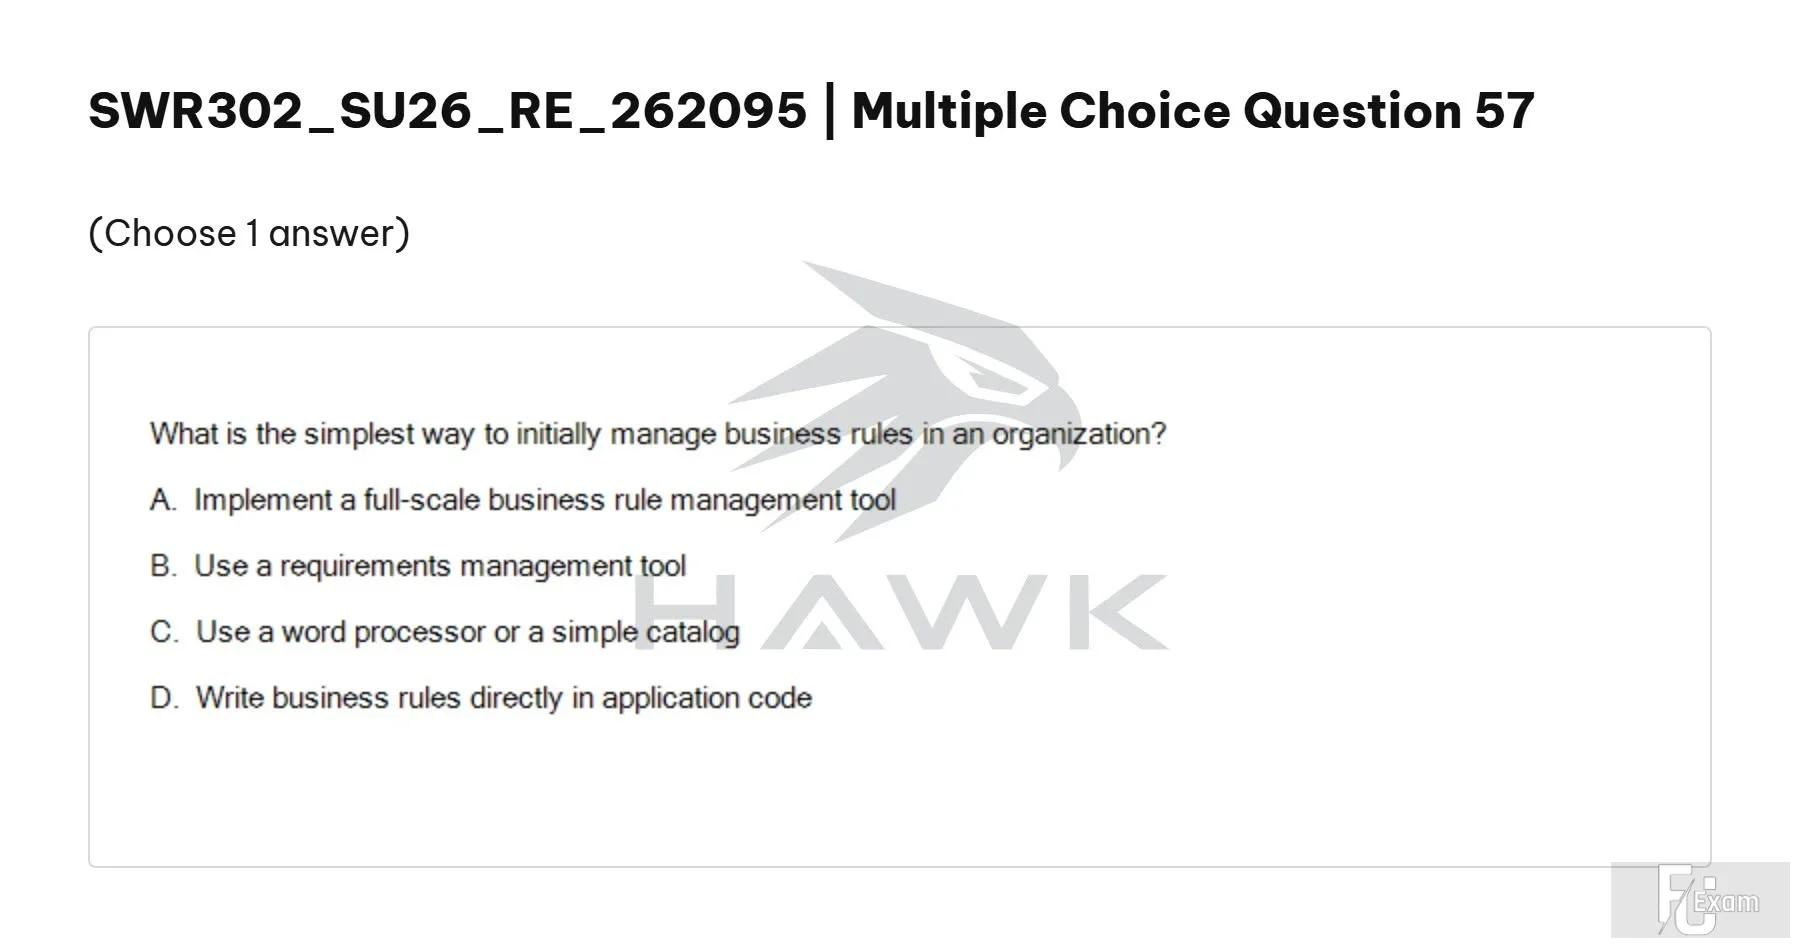 SWR302_SU26_RE_262095 | Multiple Choice Question 57
(Choose 1 answer)
What is the simplest way to initially manage business rules in an organization?
A. Implement a full-scale business rule management tool
B. Use a requirements management tool
C. Use a word processor or a simple catalog
D. Write business rules directly in application code
HAWK
FU Exam